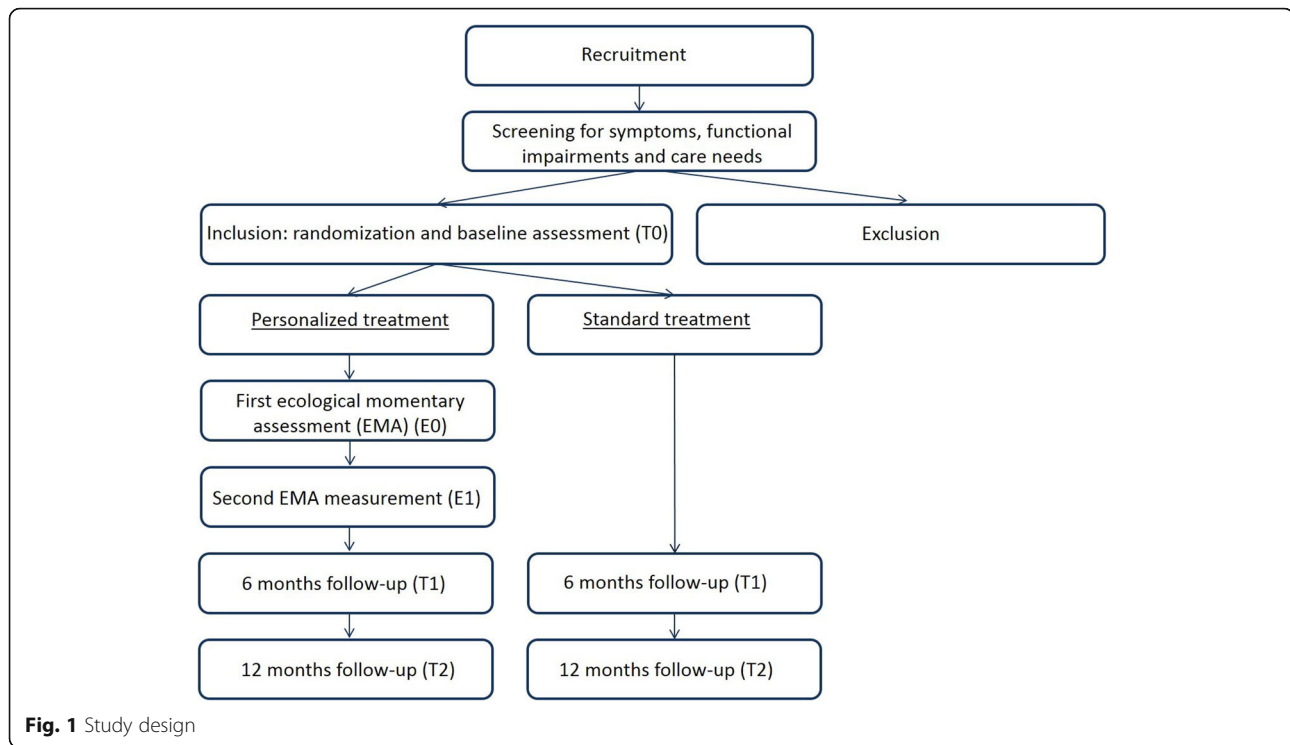 Recruitment
Screening for symptoms, functional
impairments and care needs
Inclusion: randomization and baseline assessment (T0)
Exclusion
Personalized treatment
Standard treatment
First ecological momentary
assessment (EMA) (E0)
Second EMA measurement (E1)
6 months follow-up (T1)
6 months follow-up (T1)
12 months follow-up (T2)
12 months follow-up (T2)
Fig. 1 Study design